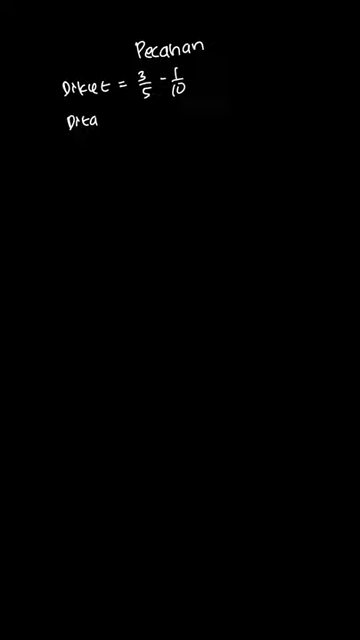 Pecahan
Diket = 3/5 - 1/10
Dita